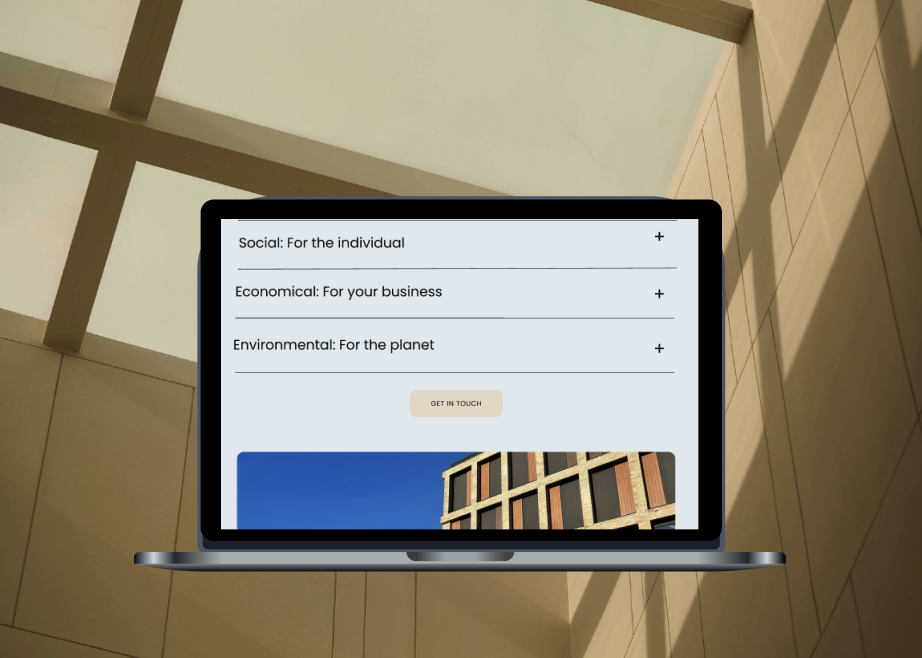 Social: For the individual
+
Economical: For your business
+
Environmental: For the planet
+
GET IN TOUCH